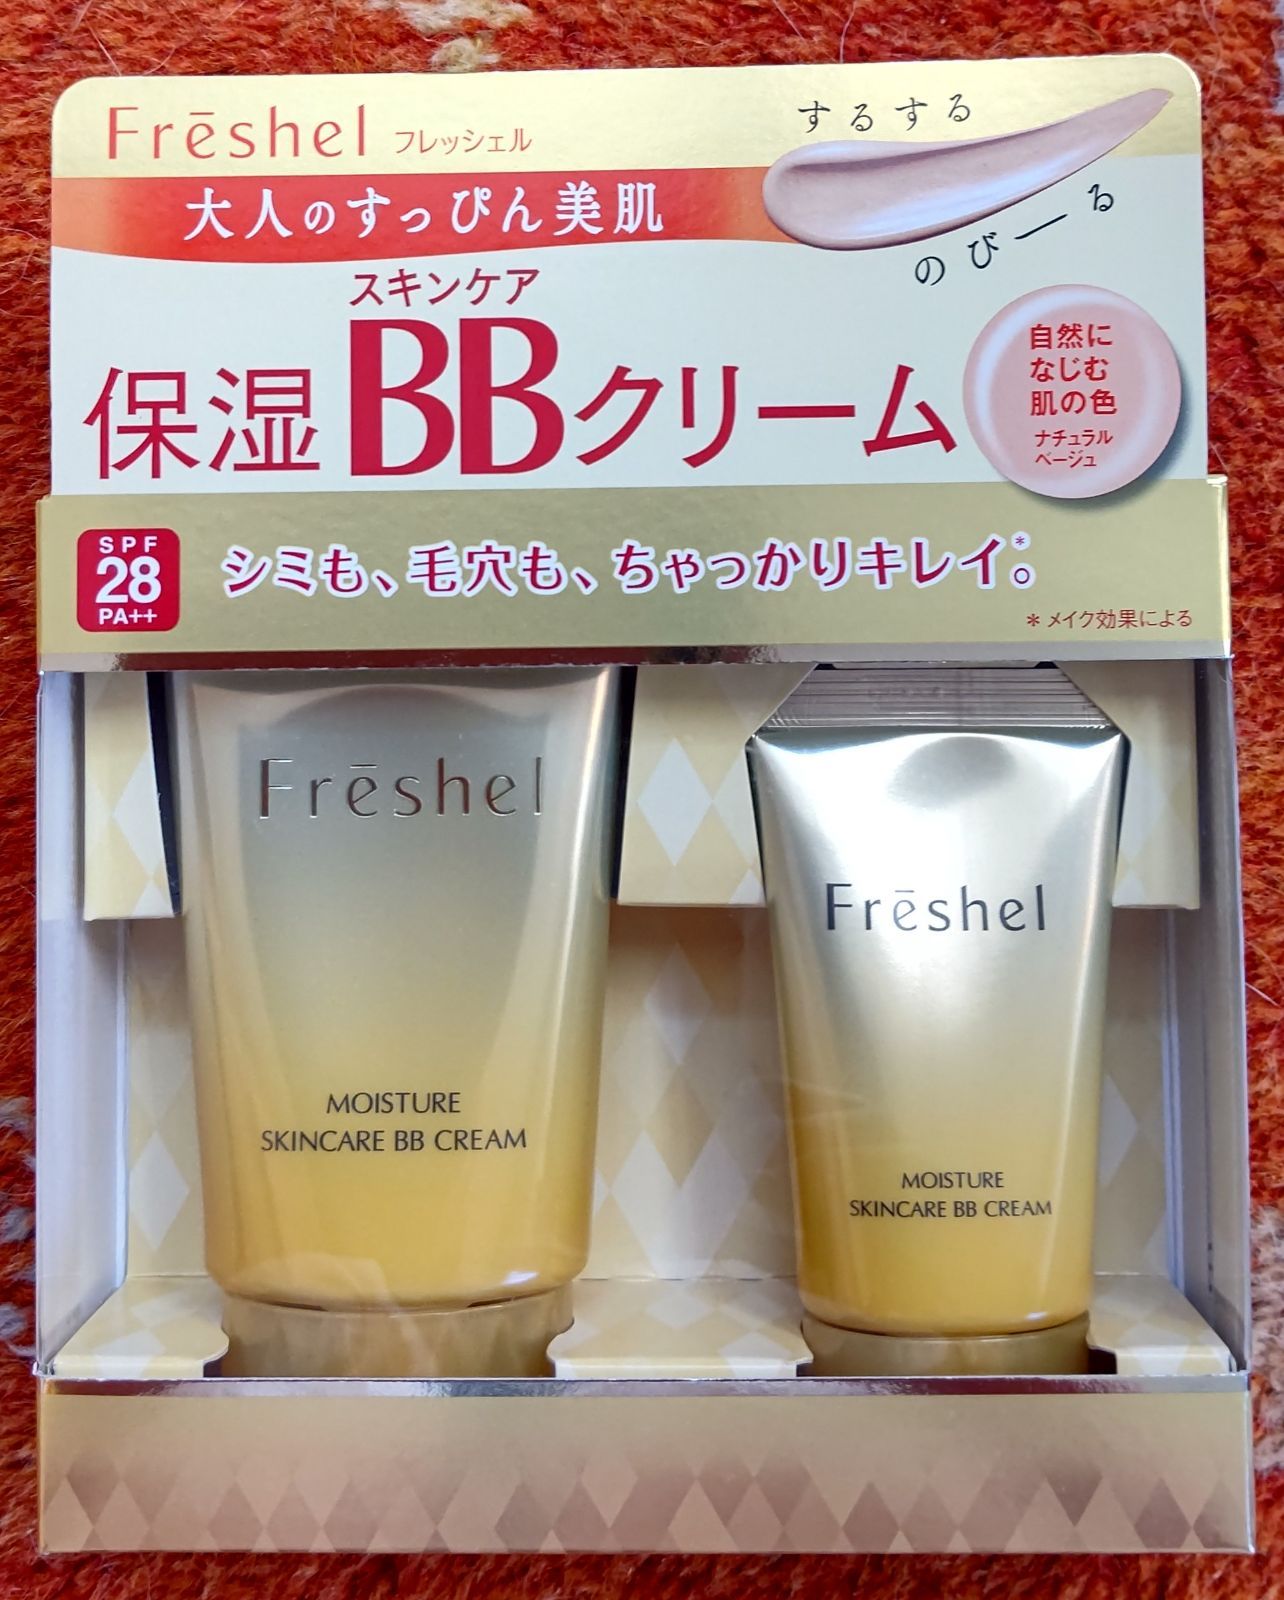 Frēshel フレッシェル
するする
のびーる
大人のすっぴん美肌
スキンケア
保湿BBクリーム
自然に
なじむ
肌の色
ナチュラル
ベージュ
SPF
28
PA++
シミも、毛穴も、ちゃっかりキレイ*。
*メイク効果による
Frēshel
MOISTURE
SKINCARE BB CREAM
Frēshel
MOISTURE
SKINCARE BB CREAM